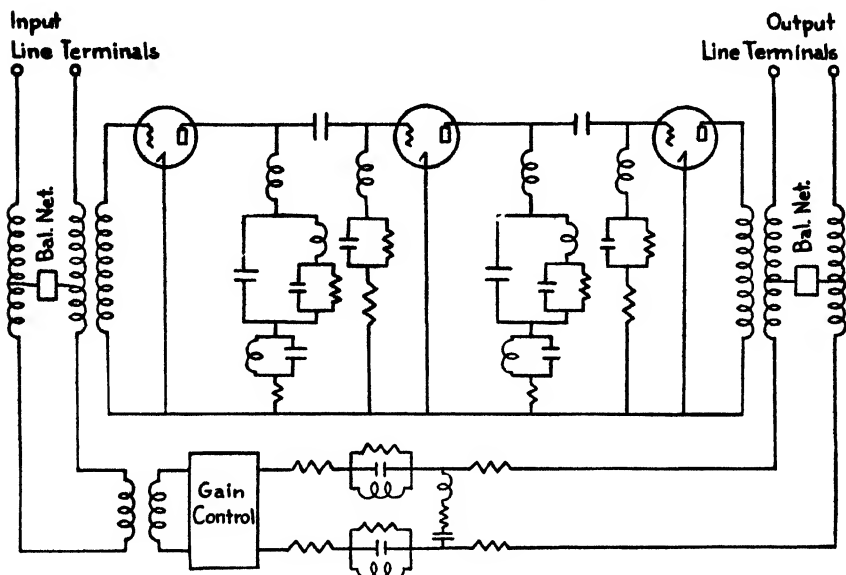 Input
Line Terminals
Output
Line Terminals
Bal. Net.
Bal. Net.
Gain
Control